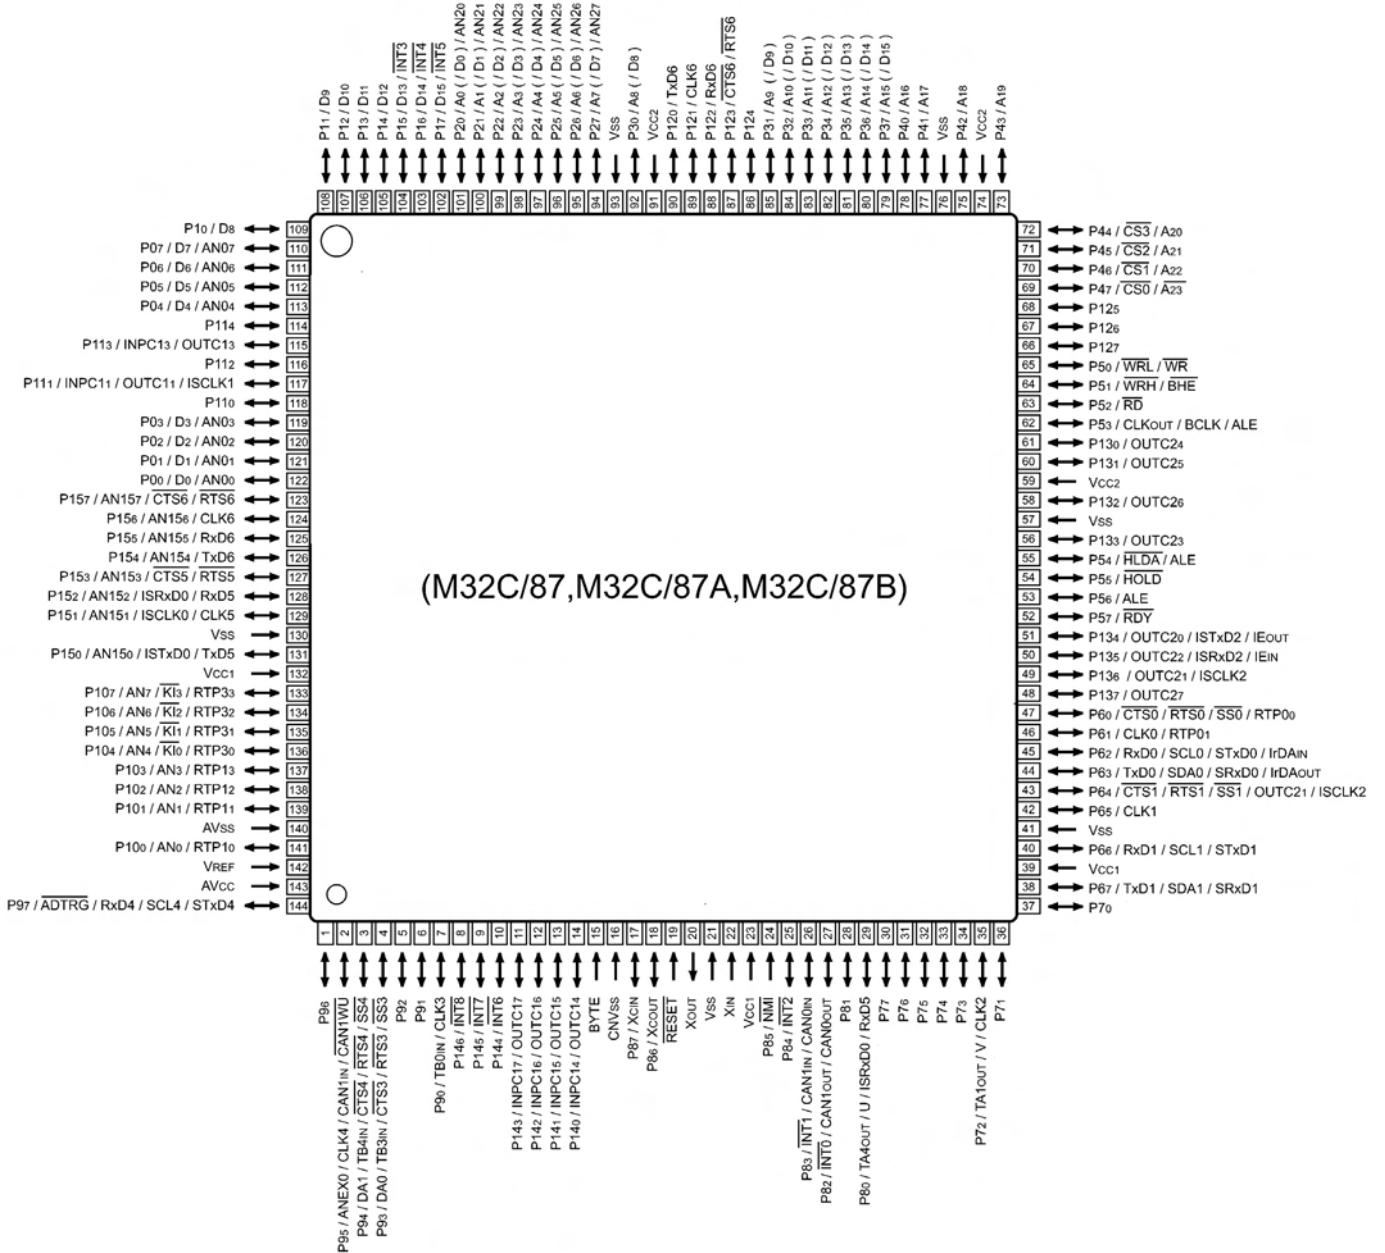 P11 / D9
P12 / D10
P13 / D11
P14 / D12
P15 / D13 / INT3
P16 / D14 / INT4
P17 / D15 / INT5
P20 / A0 ( / D0 ) / AN20
P21 / A1 ( / D1 ) / AN21
P22 / A2 ( / D2 ) / AN22
P23 / A3 ( / D3 ) / AN23
P24 / A4 ( / D4 ) / AN24
P25 / A5 ( / D5 ) / AN25
P26 / A6 ( / D6 ) / AN26
P27 / A7 ( / D7 ) / AN27
VSS
P30 / A8 ( / D8 )
VCC2
P120 / TxD6
P121 / CLK6
P122 / RxD6
P123 / CTS6 / RTS6
P124
P31 / A9 ( / D9 )
P32 / A10 ( / D10 )
P33 / A11 ( / D11 )
P34 / A12 ( / D12 )
P35 / A13 ( / D13 )
P36 / A14 ( / D14 )
P37 / A15 ( / D15 )
P40 / A16
P41 / A17
VSS
P42 / A18
VCC2
P43 / A19
108 107 106 105 104 103 102 101 100 99 98 97 96 95 94 93 92 91 90 89 88 87 86 85 84 83 82 81 80 79 78 77 76 75 74 73
P10 / D8 109
P07 / D7 / AN07 110
P06 / D6 / AN06 111
P05 / D5 / AN05 112
P04 / D4 / AN04 113
P114 114
P113 / INPC13 / OUTC13 115
P112 116
P111 / INPC11 / OUTC11 / ISCLK1 117
P110 118
P03 / D3 / AN03 119
P02 / D2 / AN02 120
P01 / D1 / AN01 121
P00 / D0 / AN00 122
P157 / AN157 / CTS6 / RTS6 123
P156 / AN156 / CLK6 124
P155 / AN155 / RxD6 125
P154 / AN154 / TxD6 126
P153 / AN153 / CTS5 / RTS5 127
P152 / AN152 / ISRxD0 / RxD5 128
P151 / AN151 / ISCLK0 / CLK5 129
VSS 130
P150 / AN150 / ISTxD0 / TxD5 131
VCC1 132
P107 / AN7 / KI3 / RTP33 133
P106 / AN6 / KI2 / RTP32 134
P105 / AN5 / KI1 / RTP31 135
P104 / AN4 / KI0 / RTP30 136
P103 / AN3 / RTP13 137
P102 / AN2 / RTP12 138
P101 / AN1 / RTP11 139
AVSS 140
P100 / AN0 / RTP10 141
VREF 142
AVCC 143
P97 / ADTRG / RxD4 / SCL4 / STxD4 144
(M32C/87,M32C/87A,M32C/87B)
72 P44 / CS3 / A20
71 P45 / CS2 / A21
70 P46 / CS1 / A22
69 P47 / CS0 / A23
68 P125
67 P126
66 P127
65 P50 / WRL / WR
64 P51 / WRH / BHE
63 P52 / RD
62 P53 / CLKOUT / BCLK / ALE
61 P130 / OUTC24
60 P131 / OUTC25
59 VCC2
58 P132 / OUTC26
57 VSS
56 P133 / OUTC23
55 P54 / HLDA / ALE
54 P55 / HOLD
53 P56 / ALE
52 P57 / RDY
51 P134 / OUTC20 / ISTxD2 / IEOUT
50 P135 / OUTC22 / ISRxD2 / IEIN
49 P136 / OUTC21 / ISCLK2
48 P137 / OUTC27
47 P60 / CTS0 / RTS0 / SS0 / RTP00
46 P61 / CLK0 / RTP01
45 P62 / RxD0 / SCL0 / STxD0 / IrDAIN
44 P63 / TxD0 / SDA0 / SRxD0 / IrDAOUT
43 P64 / CTS1 / RTS1 / SS1 / OUTC21 / ISCLK2
42 P65 / CLK1
41 VSS
40 P66 / RxD1 / SCL1 / STxD1
39 VCC1
38 P67 / TxD1 / SDA1 / SRxD1
37 P70
1 2 3 4 5 6 7 8 9 10 11 12 13 14 15 16 17 18 19 20 21 22 23 24 25 26 27 28 29 30 31 32 33 34 35 36
P96
P95 / ANEX0 / CLK4 / CAN1IN / CAN1WU
P94 / DA1 / TB4IN / CTS4 / RTS4 / SS4
P93 / DA0 / TB3IN / CTS3 / RTS3 / SS3
P92
P91
P90 / TB0IN / CLK3
P146 / INT8
P145 / INT7
P144 / INT6
P143 / INPC17 / OUTC17
P142 / INPC16 / OUTC16
P141 / INPC15 / OUTC15
P140 / INPC14 / OUTC14
BYTE
CNVSS
P87 / XCIN
P86 / XCOUT
RESET
XOUT
VSS
XIN
VCC1
P85 / NMI
P84 / INT2
P83 / INT1 / CAN1IN / CAN0IN
P82 / INT0 / CAN1OUT / CAN0OUT
P81
P80 / TA4OUT / U / ISRxD0 / RxD5
P77
P76
P75
P74
P73
P72 / TA1OUT / V / CLK2
P71